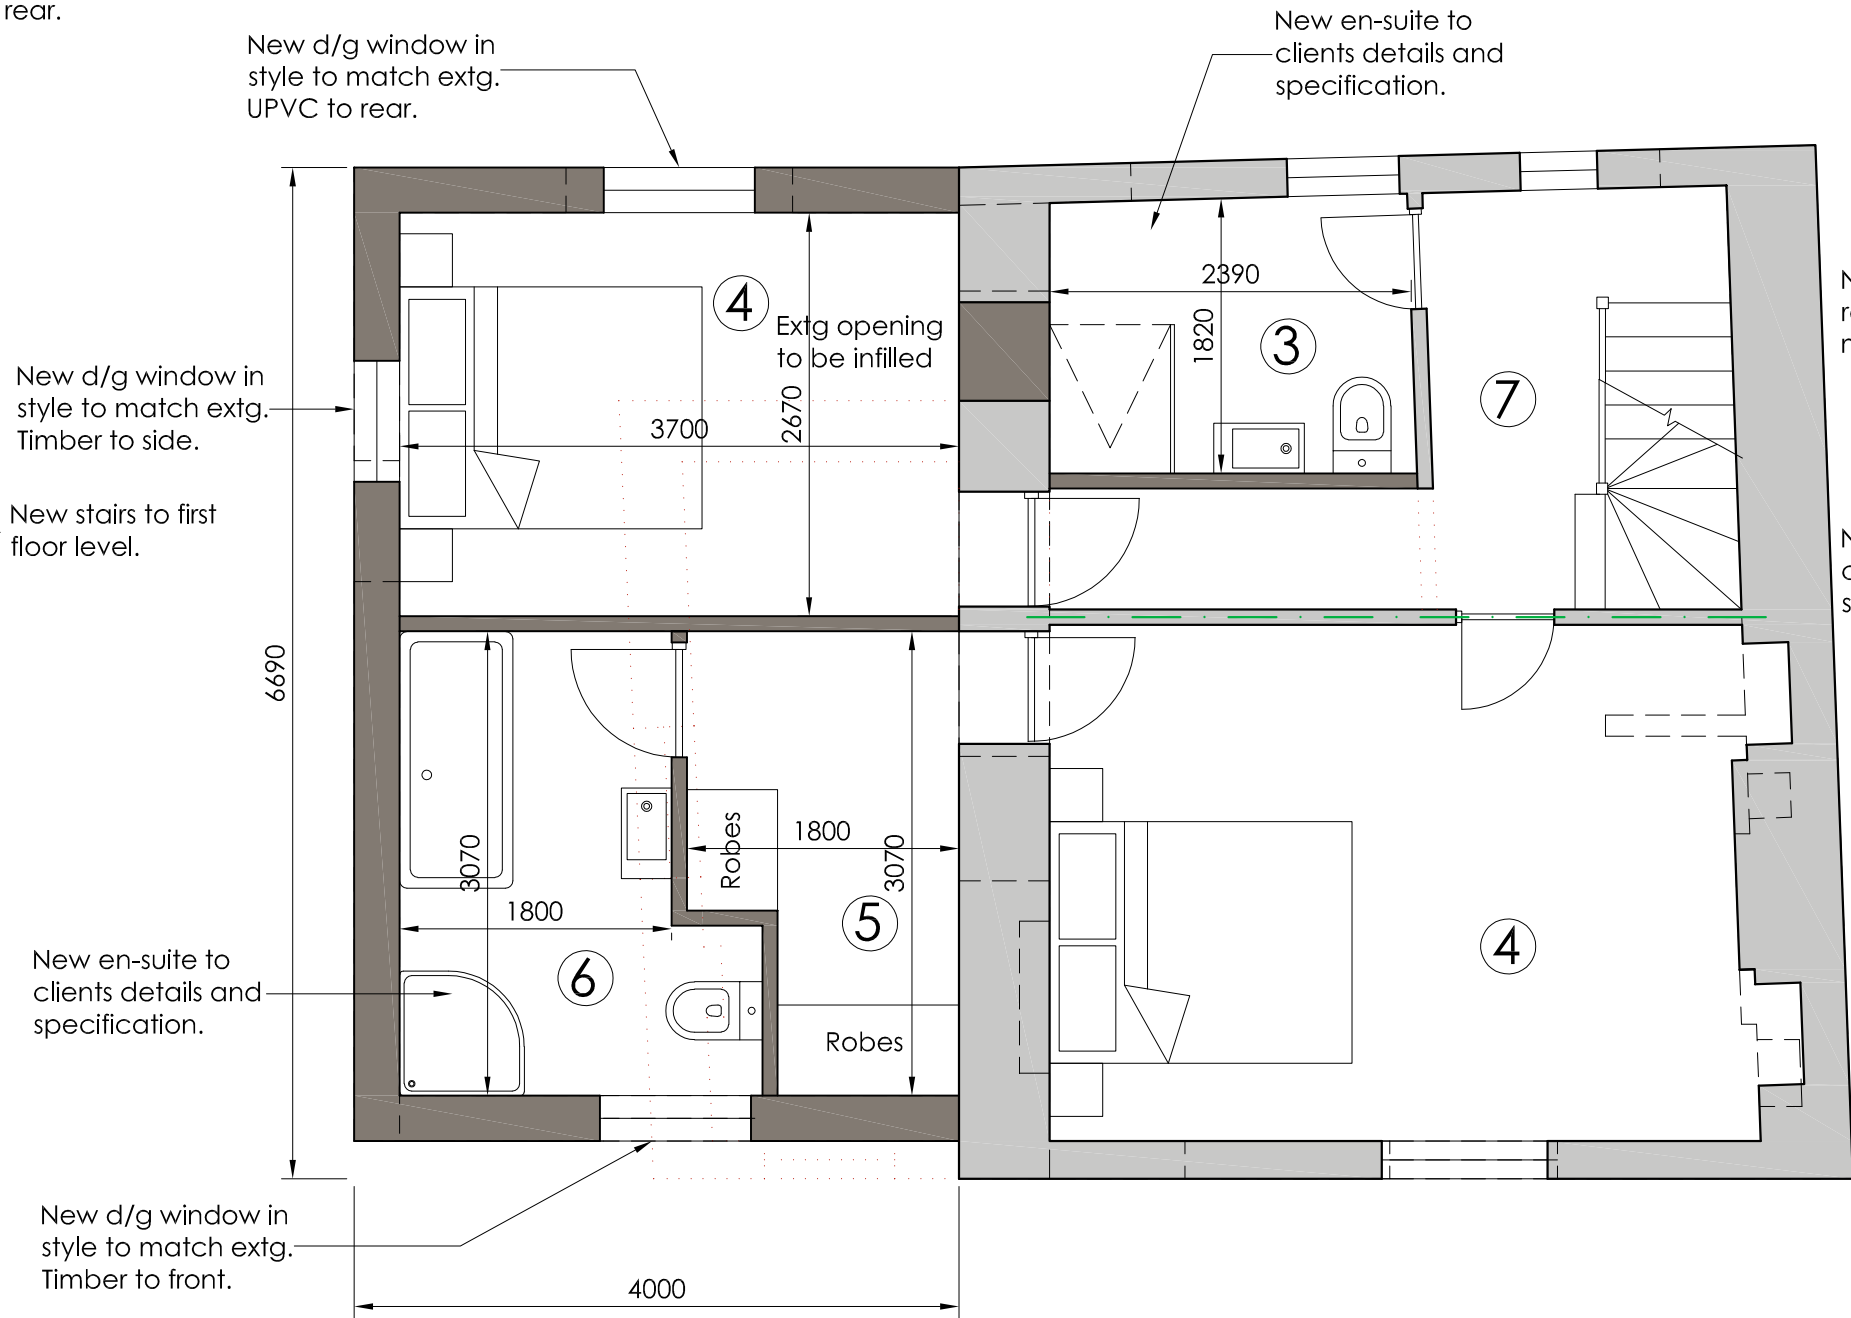 rear.
New d/g window in
style to match extg.
UPVC to rear.
New en-suite to
clients details and
specification.
4
Extg opening
to be infilled
2670
3700
2390
1820
3
7
New d/g window in
style to match extg.
Timber to side.
New stairs to first
floor level.
6690
3070
1800
6
Robes
1800
3070
5
Robes
4
New en-suite to
clients details and
specification.
New d/g window in
style to match extg.
Timber to front.
4000